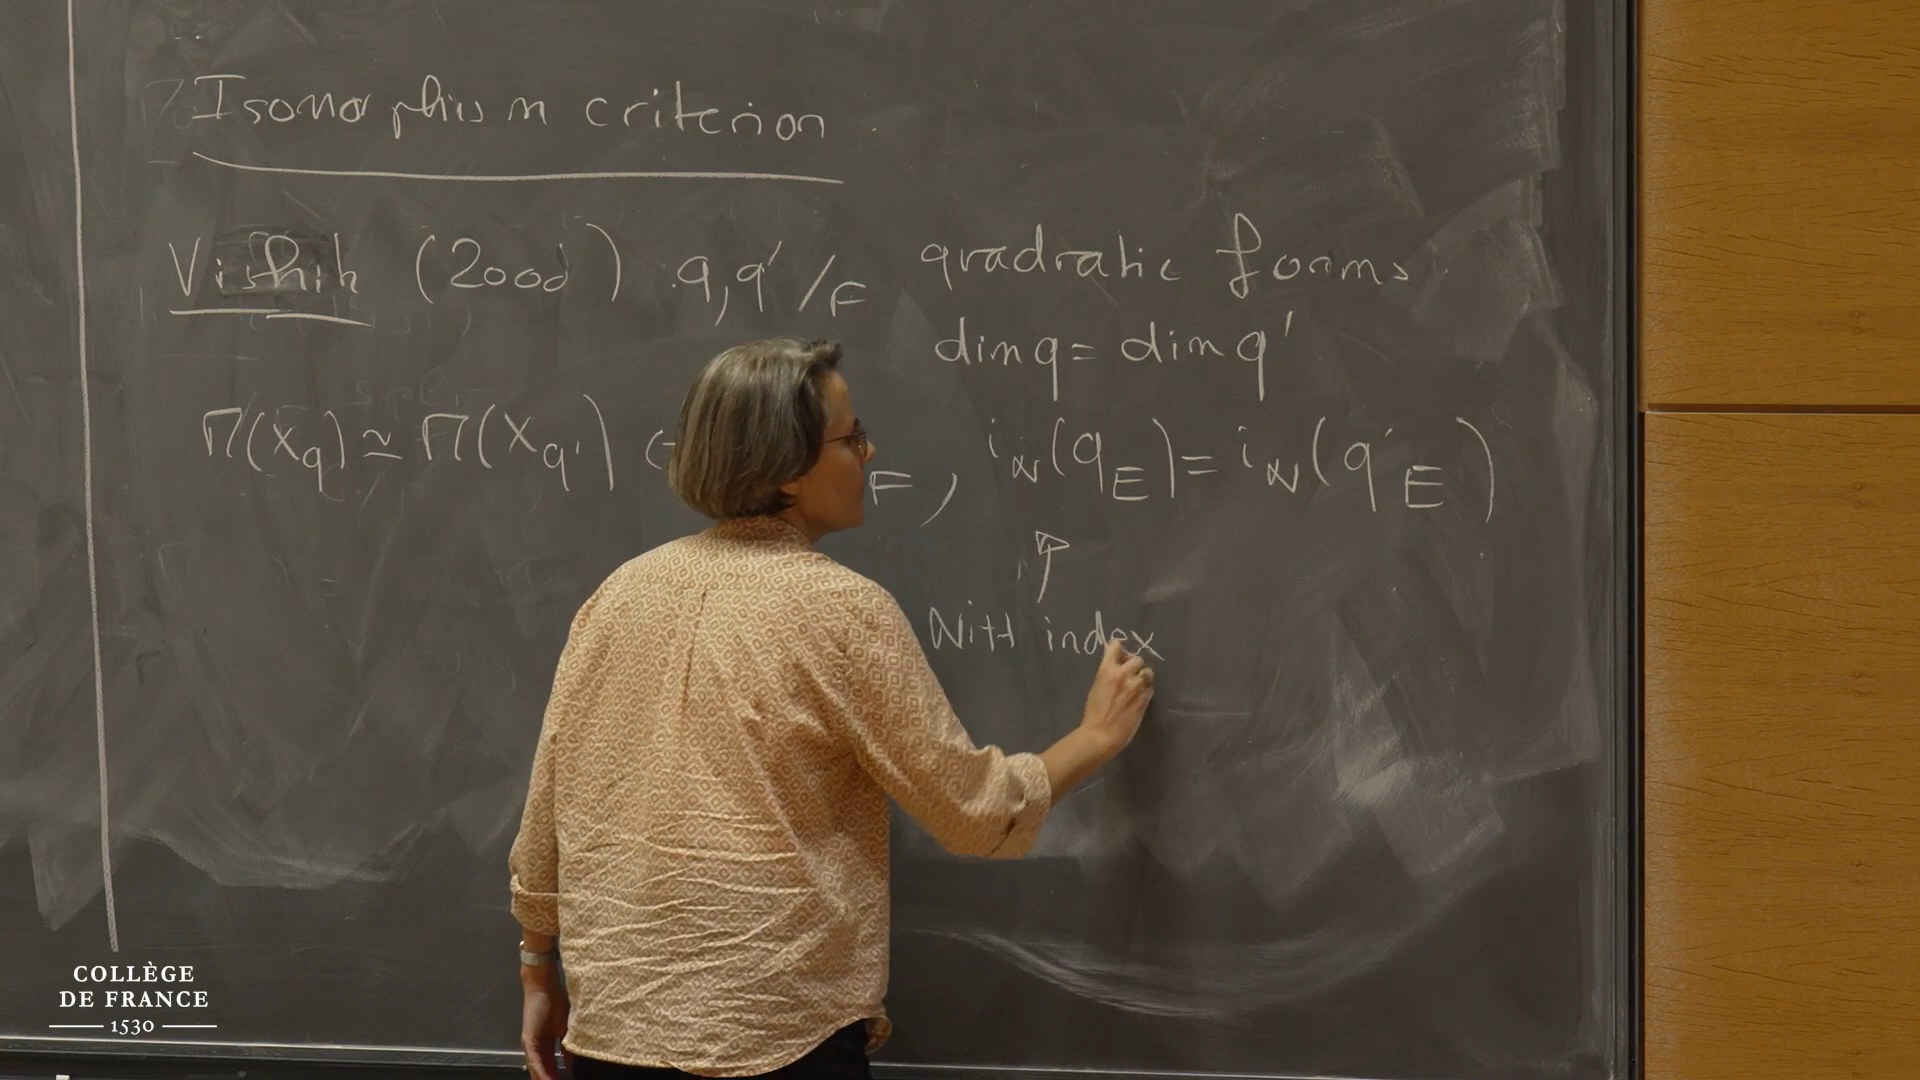 Isomorphism criterion
Vishik (2000) q, q' /F quadratic forms
dim q = dim q'
M(X_q) ≃ M(X_q') F, i_W(q_E) = i_W(q'_E)
↑
Witt index
COLLÈGE
DE FRANCE
1530